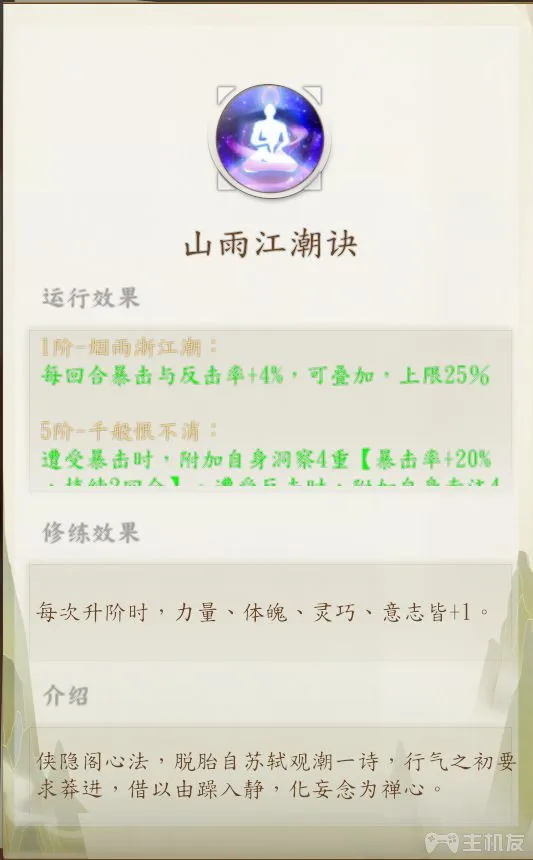 山雨江潮诀
运行效果
1阶-烟雨浙江潮：
每回合暴击与反击率+4%，可叠加，上限25%
5阶-千般恨不消：
遭受暴击时，附加自身洞察4重【暴击率+20%
修练效果
每次升阶时，力量、体魄、灵巧、意志皆+1。
介绍
侠隐阁心法，脱胎自苏轼观潮一诗，行气之初要
求莽进，借以由躁入静，化妄念为禅心。
主机友